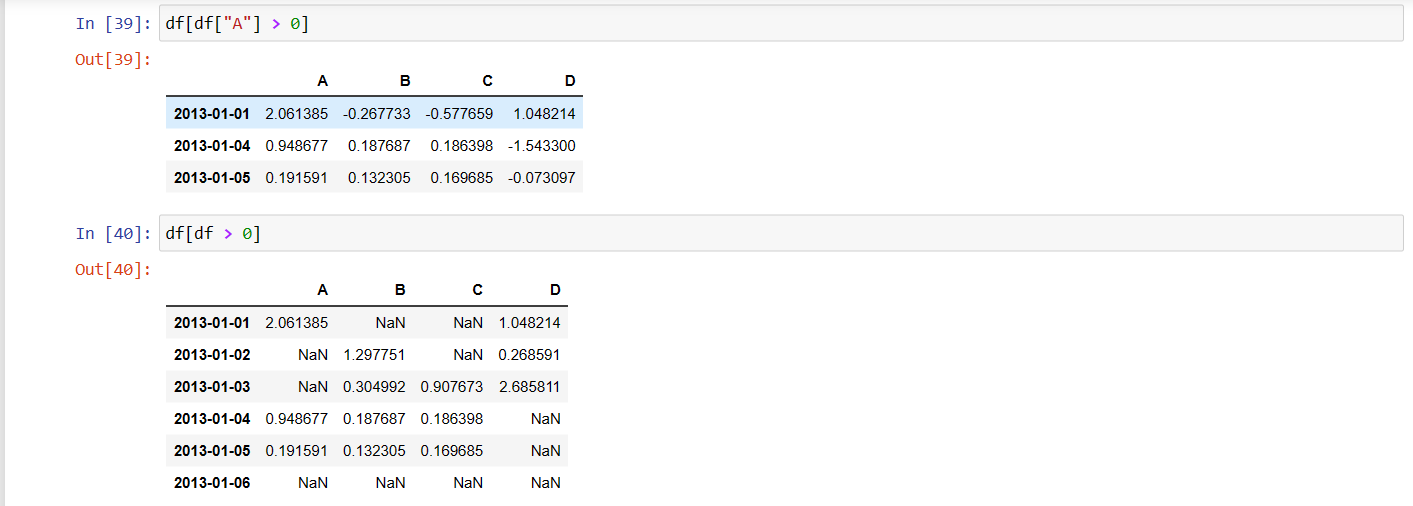 In [39]: df[df["A"] > 0]
Out[39]:
A B C D
2013-01-01 2.061385 -0.267733 -0.577659 1.048214
2013-01-04 0.948677 0.187687 0.186398 -1.543300
2013-01-05 0.191591 0.132305 0.169685 -0.073097
In [40]: df[df > 0]
Out[40]:
A B C D
2013-01-01 2.061385 NaN NaN 1.048214
2013-01-02 NaN 1.297751 NaN 0.268591
2013-01-03 NaN 0.304992 0.907673 2.685811
2013-01-04 0.948677 0.187687 0.186398 NaN
2013-01-05 0.191591 0.132305 0.169685 NaN
2013-01-06 NaN NaN NaN NaN